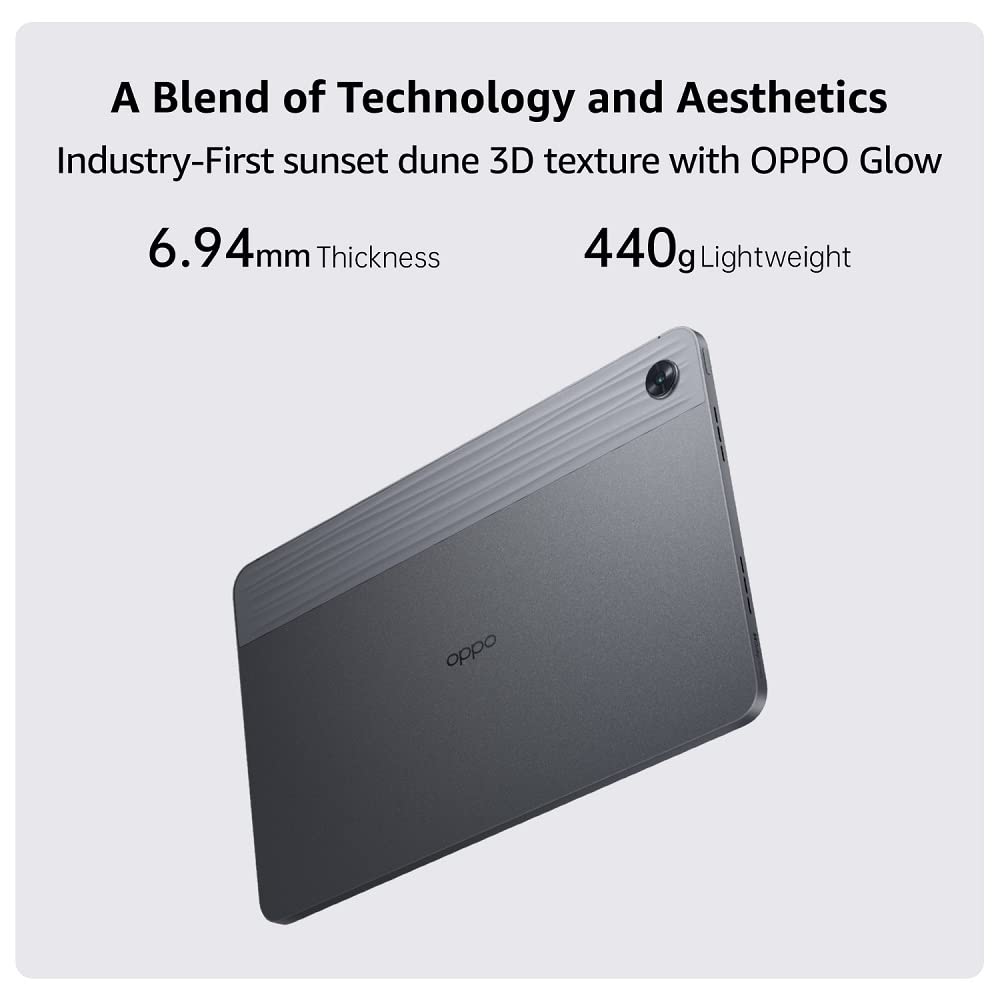 A Blend of Technology and Aesthetics
Industry-First sunset dune 3D texture with OPPO Glow
6.94mm Thickness
440g Lightweight
oppo